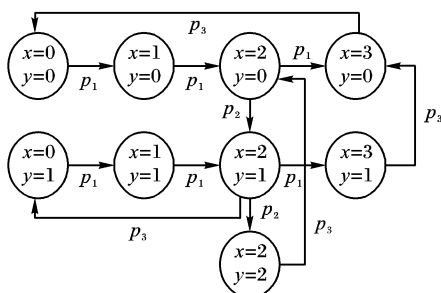 p₃
x=0 x=1 x=2 p₁ x=3
y=0 p₁ y=0 p₁ y=0 y=0
p₂
p₃
x=0 x=1 x=2 x=3
y=1 p₁ y=1 p₁ y=1 p₁ y=1
p₂
p₃ x=2 p₃
y=2